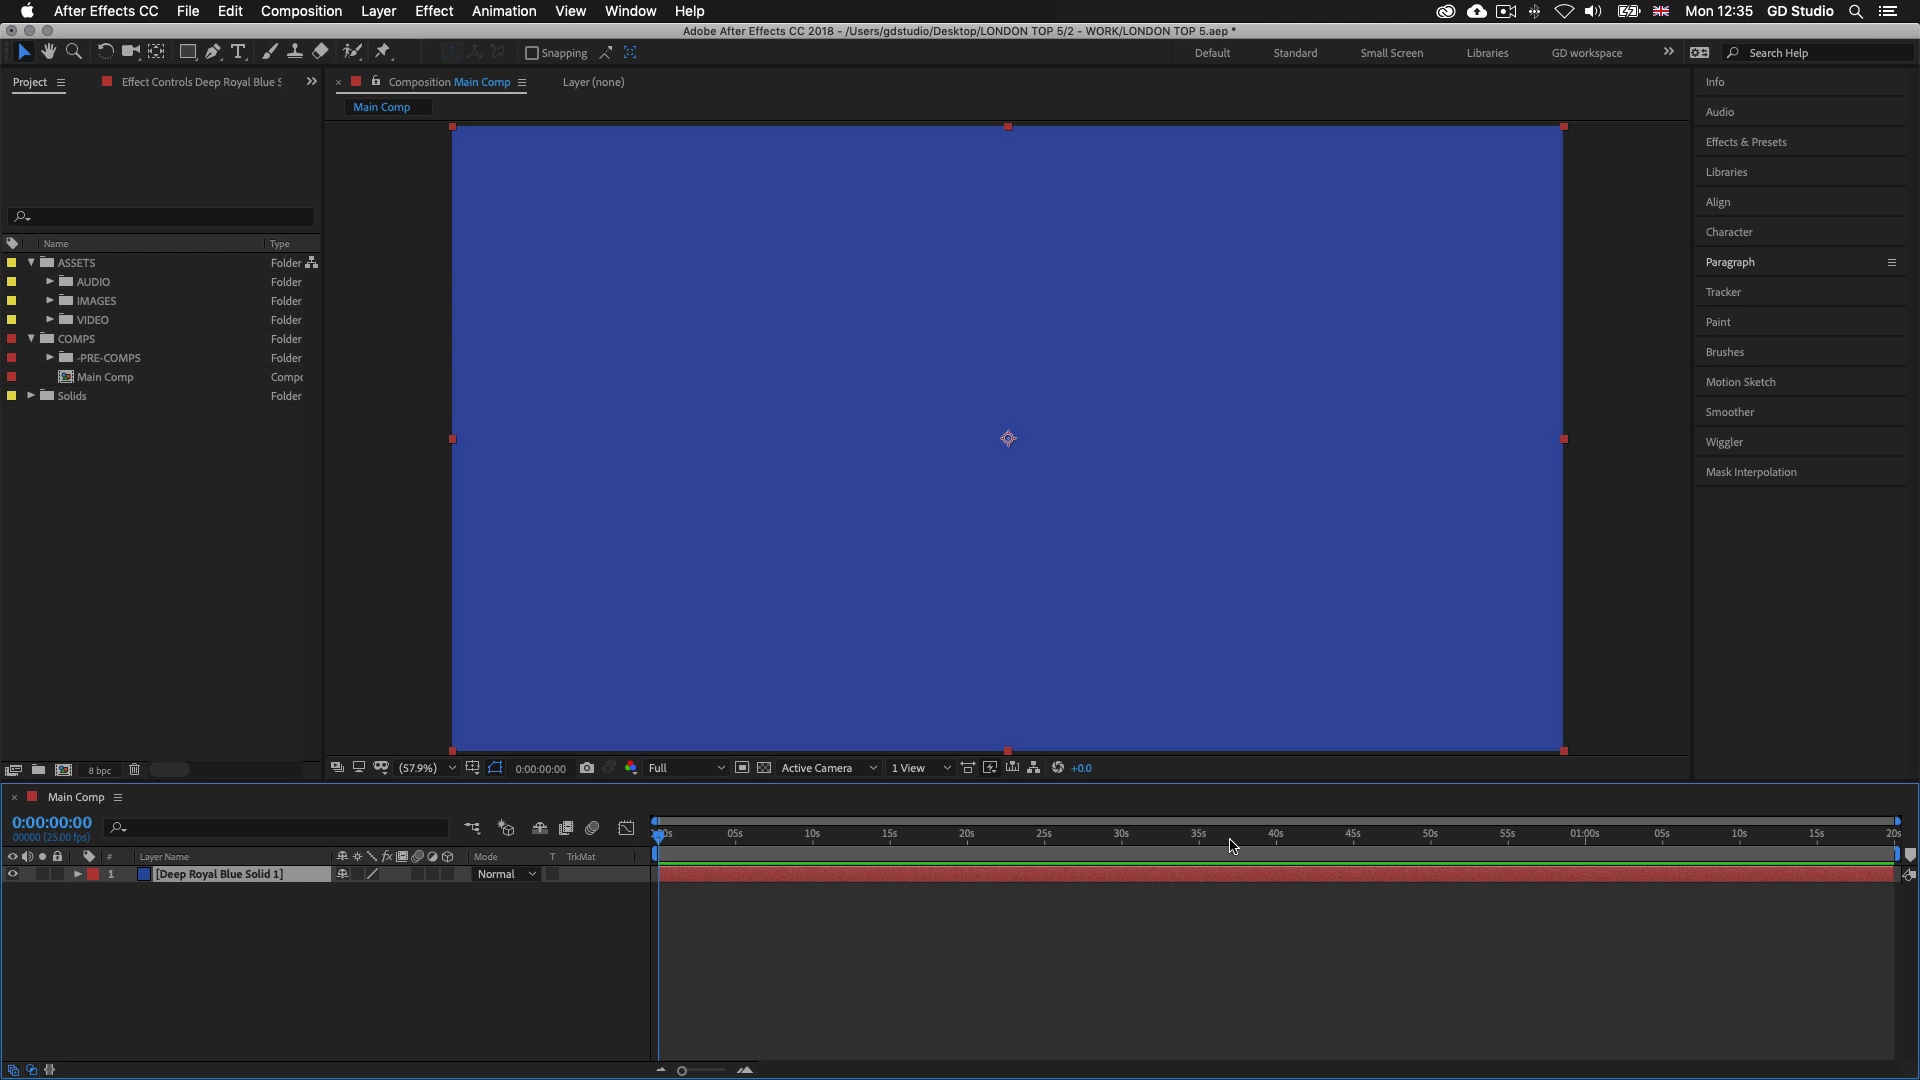 After Effects CC File Edit Composition Layer Effect Animation View Window Help Mon 12:35 GD Studio
Adobe After Effects CC 2018 - /Users/gdstudio/Desktop/LONDON TOP 5/2 - WORK/LONDON TOP 5.aep *
Snapping Default Standard Small Screen Libraries GD workspace Search Help
Project Effect Controls Deep Royal Blue S Composition Main Comp Layer (none)
Main Comp
Info
Audio
Effects & Presets
Libraries
Align
Character
Paragraph
Tracker
Paint
Brushes
Motion Sketch
Smoother
Wiggler
Mask Interpolation
Name Type
ASSETS Folder
AUDIO Folder
IMAGES Folder
VIDEO Folder
COMPS Folder
-PRE-COMPS Folder
Main Comp Compo
Solids Folder
8 bpc (57.9%) 0:00:00:00 Full Active Camera 1 View +0.0
Main Comp
0:00:00:00
00000 (25.00 fps)
05s 10s 15s 20s 25s 30s 35s 40s 45s 50s 55s 01:00s 05s 10s 15s 20s
# Layer Name fx Mode T TrkMat
1 [Deep Royal Blue Solid 1] Normal